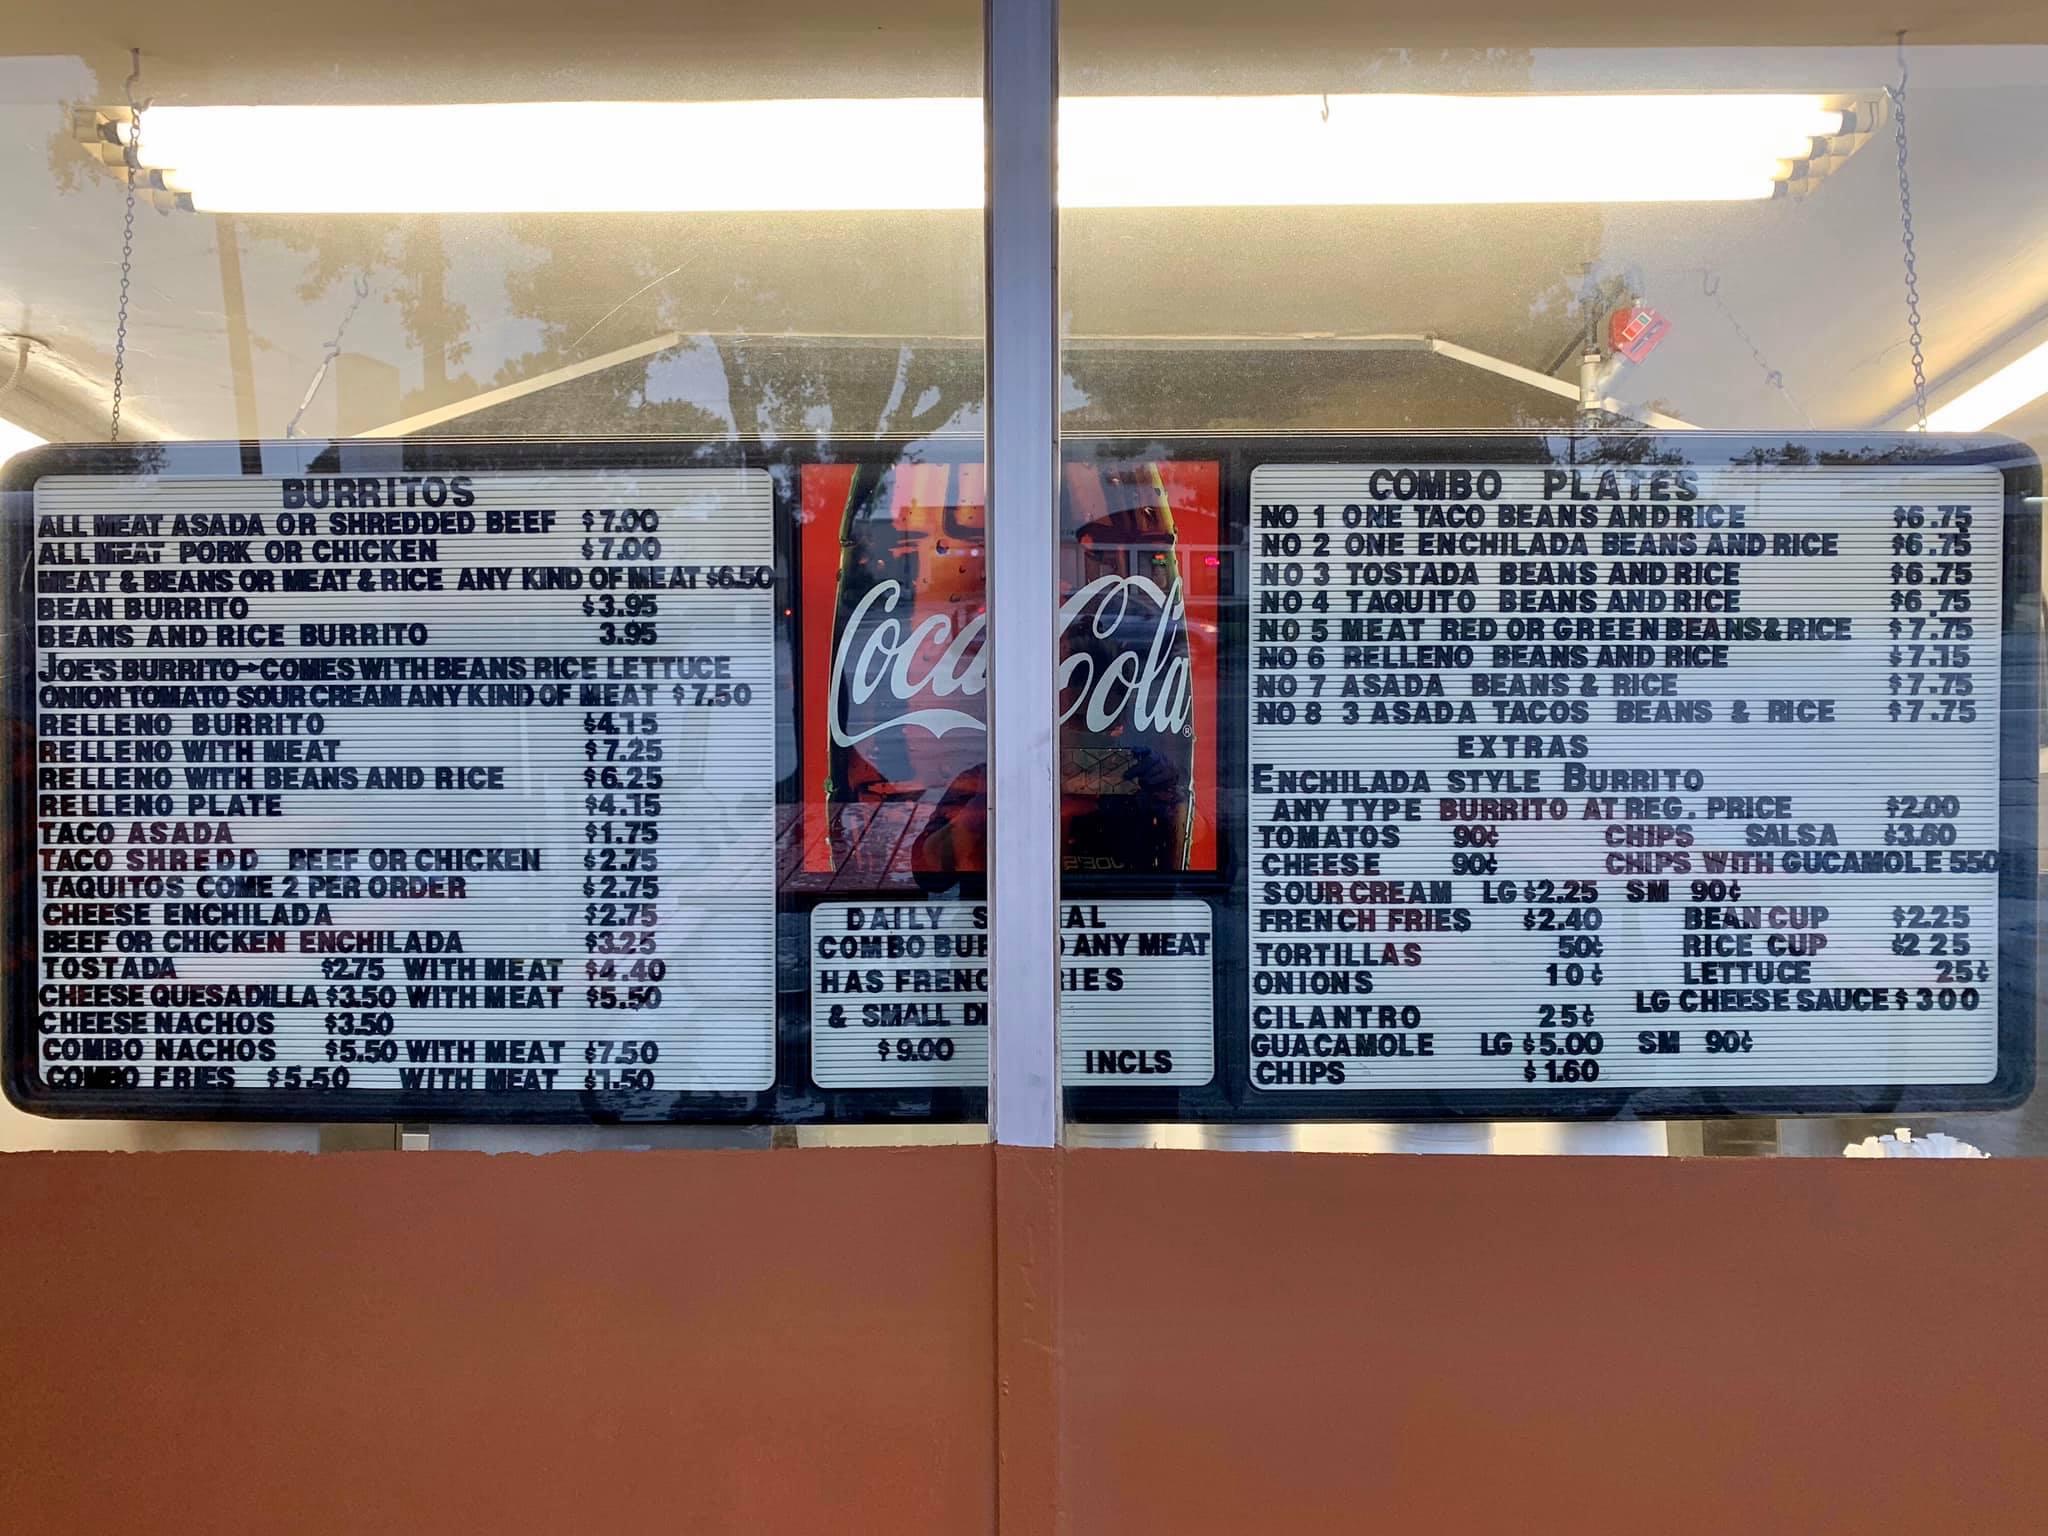 BURRITOS
ALL MEAT ASADA OR SHREDDED BEEF $7.00
ALL MEAT PORK OR CHICKEN $7.00
MEAT & BEANS OR MEAT & RICE ANY KIND OF MEAT $6.50
BEAN BURRITO $3.95
BEANS AND RICE BURRITO 3.95
JOE'S BURRITO→COMES WITH BEANS RICE LETTUCE
ONION TOMATO SOUR CREAM ANY KIND OF MEAT $7.50
RELLENO BURRITO $4.15
RELLENO WITH MEAT $7.25
RELLENO WITH BEANS AND RICE $6.25
RELLENO PLATE $4.15
TACO ASADA $1.75
TACO SHREDD BEEF OR CHICKEN $2.75
TAQUITOS COME 2 PER ORDER $2.75
CHEESE ENCHILADA $2.75
BEEF OR CHICKEN ENCHILADA $3.25
TOSTADA $2.75 WITH MEAT $4.40
CHEESE QUESADILLA $3.50 WITH MEAT $5.50
CHEESE NACHOS $3.50
COMBO NACHOS $5.50 WITH MEAT $7.50
COMBO FRIES $5.50 WITH MEAT $1.50
Coca Cola ®
DAILY S AL
COMBO BUR ANY MEAT
HAS FRENC RIES
& SMALL D
$9.00 INCLS
COMBO PLATES
NO 1 ONE TACO BEANS AND RICE $6.75
NO 2 ONE ENCHILADA BEANS AND RICE $6.75
NO 3 TOSTADA BEANS AND RICE $6.75
NO 4 TAQUITO BEANS AND RICE $6.75
NO 5 MEAT RED OR GREEN BEANS & RICE $7.75
NO 6 RELLENO BEANS AND RICE $7.15
NO 7 ASADA BEANS & RICE $7.75
NO 8 3 ASADA TACOS BEANS & RICE $7.75
EXTRAS
ENCHILADA STYLE BURRITO
ANY TYPE BURRITO AT REG. PRICE $2.00
TOMATOS 90¢ CHIPS SALSA $3.60
CHEESE 90¢ CHIPS WITH GUCAMOLE 550
SOUR CREAM LG $2.25 SM 90¢
FRENCH FRIES $2.40 BEAN CUP $2.25
TORTILLAS 50¢ RICE CUP $2 25
ONIONS 10¢ LETTUCE 25¢
LG CHEESE SAUCE $300
CILANTRO 25¢
GUACAMOLE LG $5.00 SM 90¢
CHIPS $1.60